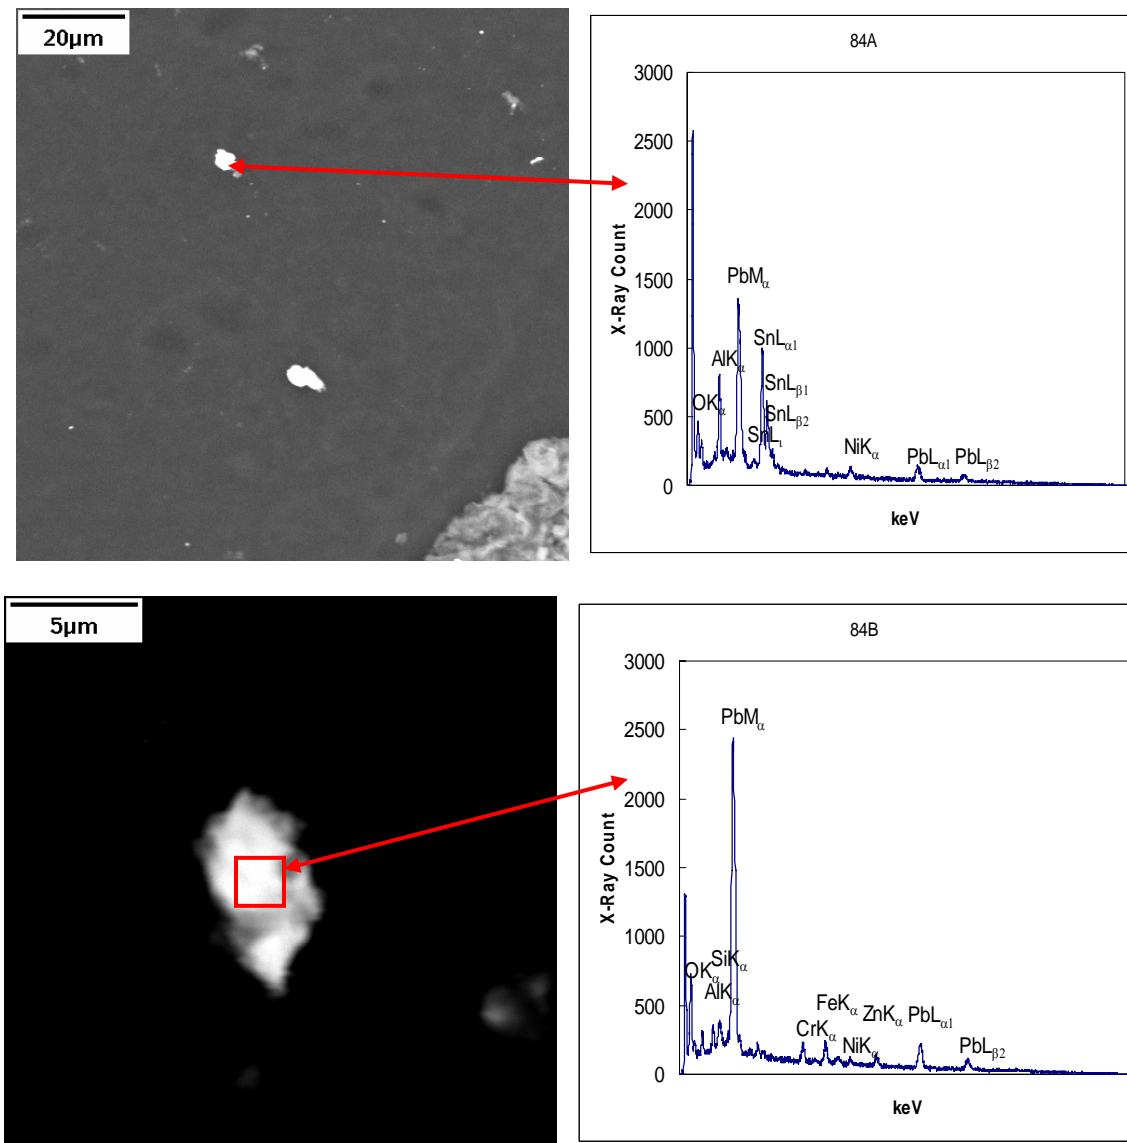 20µm
84A
3000
2500
2000
1500
1000
500
0
X-Ray Count
keV
OKα
AlKα
PbMα
SnLα1
SnLβ1
SnLβ2
SnLι
NiKα
PbLα1
PbLβ2
5µm
84B
3000
2500
2000
1500
1000
500
0
X-Ray Count
keV
PbMα
OKα
SiKα
AlKα
CrKα
FeKα
NiKα
ZnKα
PbLα1
PbLβ2